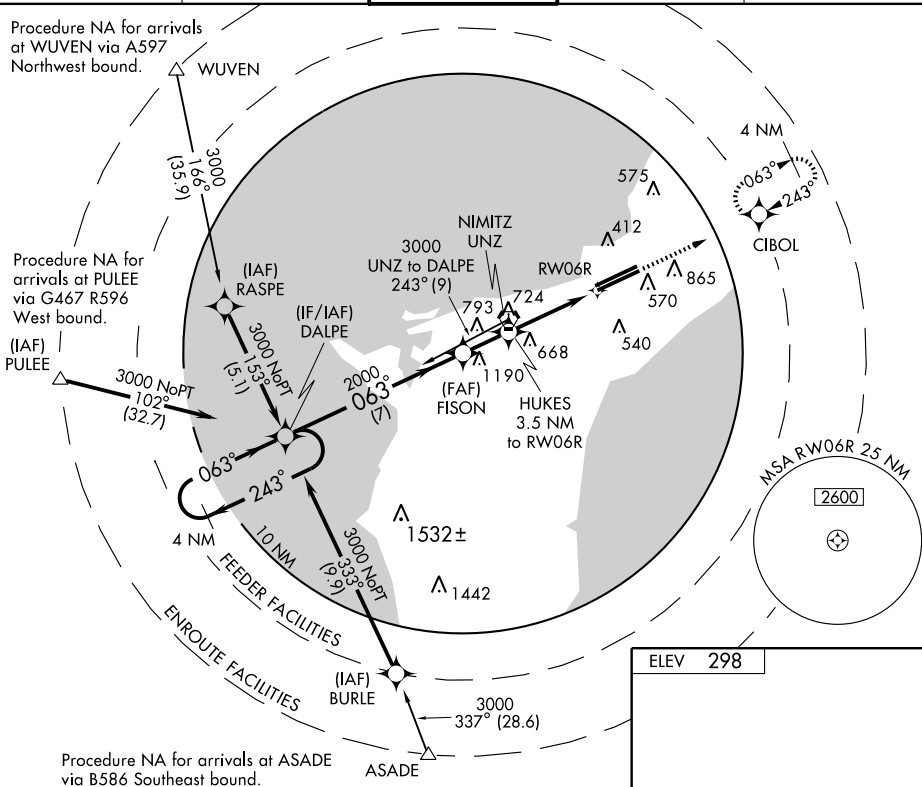 Procedure NA for arrivals
at WUVEN via A597
Northwest bound.
WUVEN
3000
166°
(35.9)
4 NM
063°
243°
CIBOL
575
412
NIMITZ
UNZ
3000
UNZ to DALPE
243° (9)
RW06R
865
570
540
793
724
668
1190
Procedure NA for
arrivals at PULEE
via G467 R596
West bound.
(IAF)
RASPE
(IF/IAF)
DALPE
(IAF)
PULEE
3000 NoPT
102°
(32.7)
3000 NoPT
153°
(5.1)
2000
063°
(7)
(FAF)
FISON
HUKES
3.5 NM
to RW06R
063°
243°
4 NM
10 NM
MSA RW06R 25 NM
2600
1532±
1442
3000 NoPT
333°
(9.9)
FEEDER FACILITIES
ENROUTE FACILITIES
(IAF)
BURLE
3000
337° (28.6)
ASADE
ELEV 298
Procedure NA for arrivals at ASADE
via B586 Southeast bound.